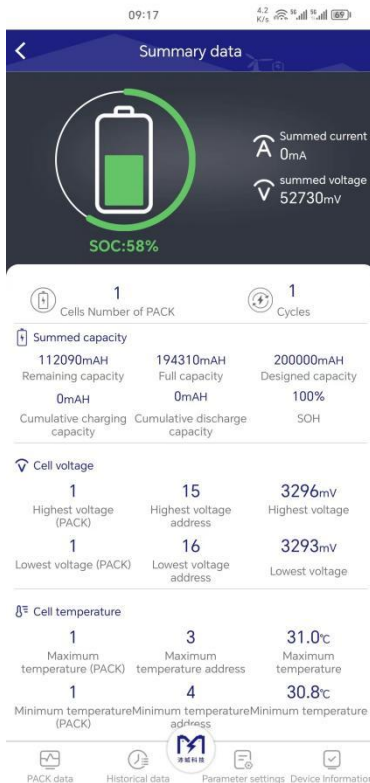 09:17
4.2
K/s
5G
5G
69
Summary data
A
Summed current
0mA
V
summed voltage
52730mV
SOC:58%
1
Cells Number of PACK
1
Cycles
Summed capacity
112090mAH
194310mAH
200000mAH
Remaining capacity
Full capacity
Designed capacity
0mAH
0mAH
100%
Cumulative charging
capacity
Cumulative discharge
capacity
SOH
Cell voltage
1
15
3296mV
Highest voltage
(PACK)
Highest voltage
address
Highest voltage
1
16
3293mV
Lowest voltage (PACK)
Lowest voltage
address
Lowest voltage
Cell temperature
1
3
31.0℃
Maximum
temperature (PACK)
Maximum
temperature address
Maximum
temperature
1
4
30.8℃
Minimum temperature
(PACK)
Minimum temperature
address
Minimum temperature
PACK data
Historical data
Parameter settings
Device Information